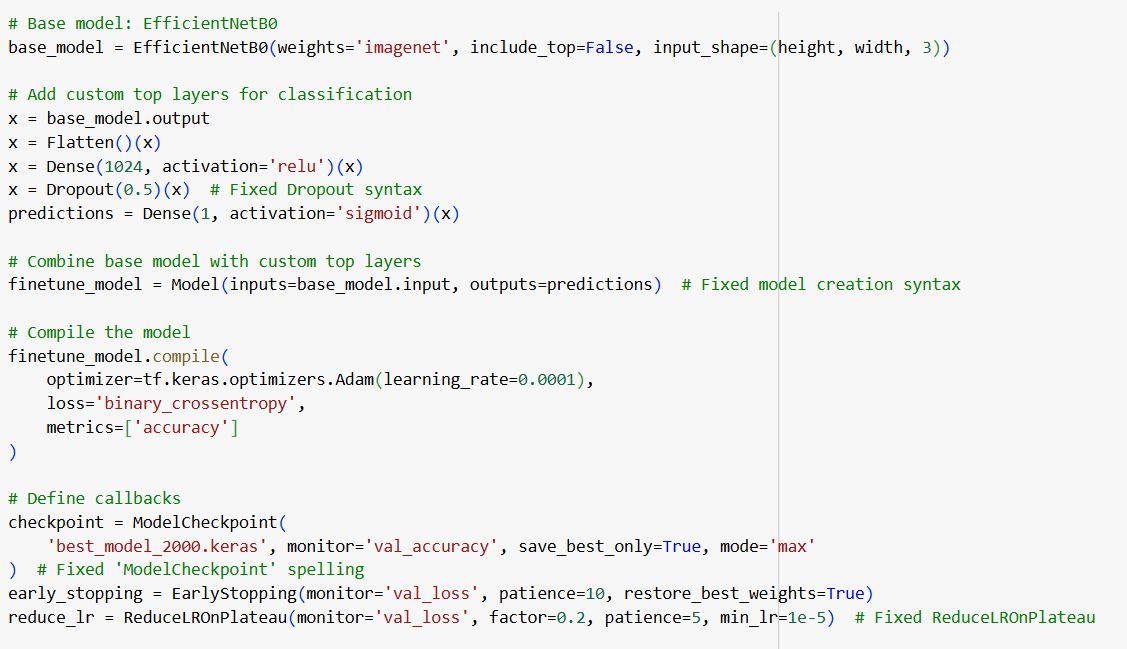 # Base model: EfficientNetB0
base_model = EfficientNetB0(weights='imagenet', include_top=False, input_shape=(height, width, 3))
# Add custom top layers for classification
x = base_model.output
x = Flatten()(x)
x = Dense(1024, activation='relu')(x)
x = Dropout(0.5)(x)  # Fixed Dropout syntax
predictions = Dense(1, activation='sigmoid')(x)
# Combine base model with custom top layers
finetune_model = Model(inputs=base_model.input, outputs=predictions)  # Fixed model creation syntax
# Compile the model
finetune_model.compile(
    optimizer=tf.keras.optimizers.Adam(learning_rate=0.0001),
    loss='binary_crossentropy',
    metrics=['accuracy']
)
# Define callbacks
checkpoint = ModelCheckpoint(
    'best_model_2000.keras', monitor='val_accuracy', save_best_only=True, mode='max'
)  # Fixed 'ModelCheckpoint' spelling
early_stopping = EarlyStopping(monitor='val_loss', patience=10, restore_best_weights=True)
reduce_lr = ReduceLROnPlateau(monitor='val_loss', factor=0.2, patience=5, min_lr=1e-5)  # Fixed ReduceLROnPlateau